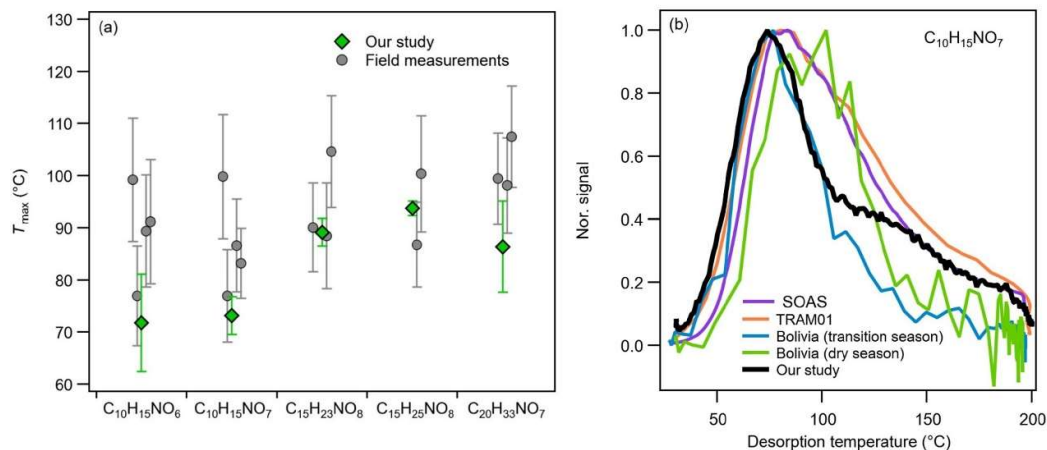 (a)
Our study
Field measurements
T_max (°C)
130
120
110
100
90
80
70
60
C₁₀H₁₅NO₆ C₁₀H₁₅NO₇ C₁₅H₂₃NO₈ C₁₅H₂₅NO₈ C₂₀H₃₃NO₇
(b)
C₁₀H₁₅NO₇
Nor. signal
1.0
0.8
0.6
0.4
0.2
0.0
SOAS
TRAM01
Bolivia (transition season)
Bolivia (dry season)
Our study
50 100 150 200
Desorption temperature (°C)